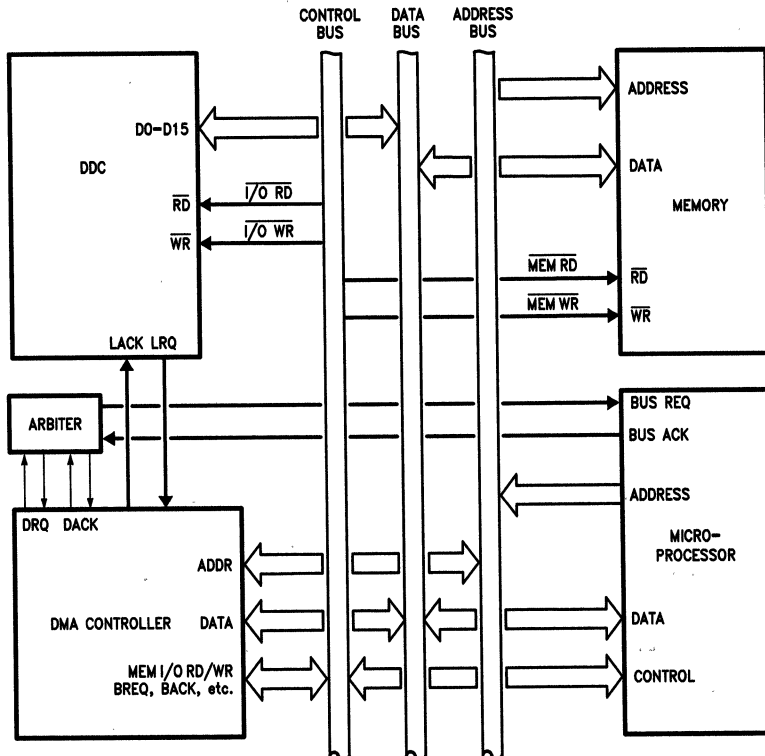 CONTROL
BUS
DATA
BUS
ADDRESS
BUS
DDC
DO-D15
RD
WR
I/O RD
I/O WR
LACK LRQ
ADDRESS
DATA
MEMORY
MEM RD
RD
MEM WR
WR
ARBITER
BUS REQ
BUS ACK
ADDRESS
MICRO-
PROCESSOR
DATA
CONTROL
DRQ DACK
ADDR
DMA CONTROLLER DATA
MEM I/O RD/WR
BREQ, BACK, etc.